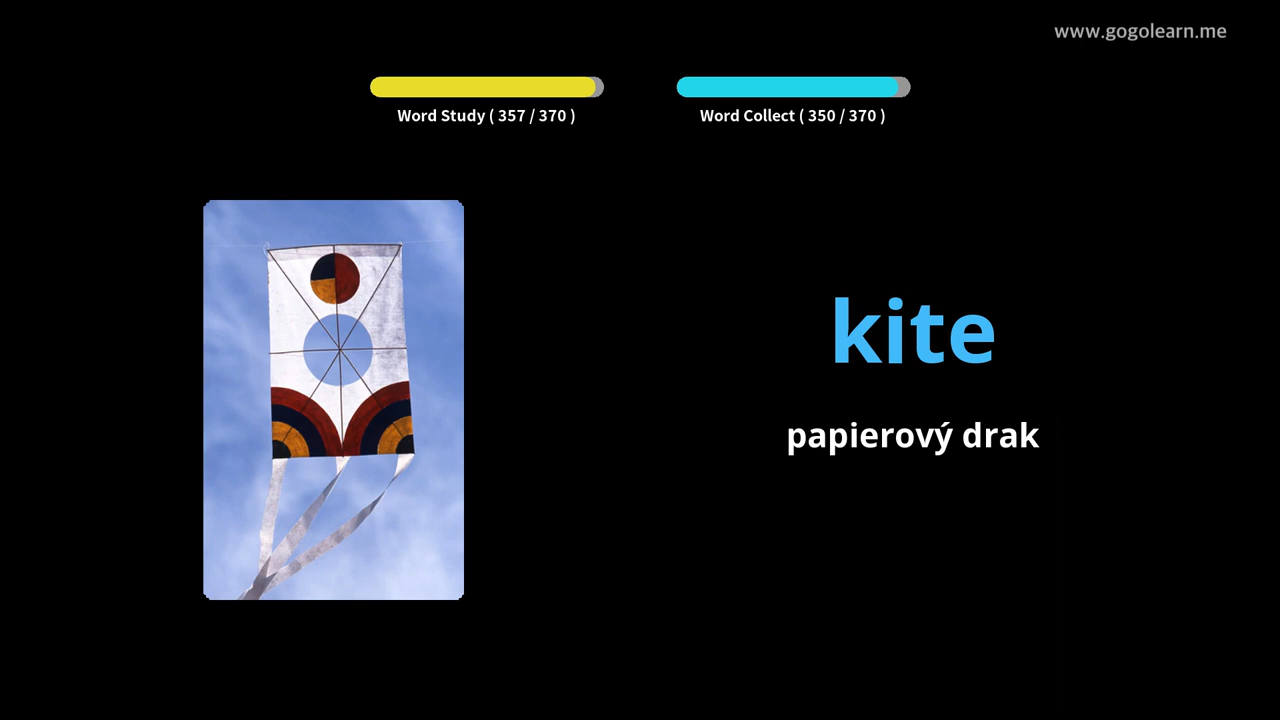 www.gogolearn.me
Word Study ( 357 / 370 )
Word Collect ( 350 / 370 )
kite
papierový drak